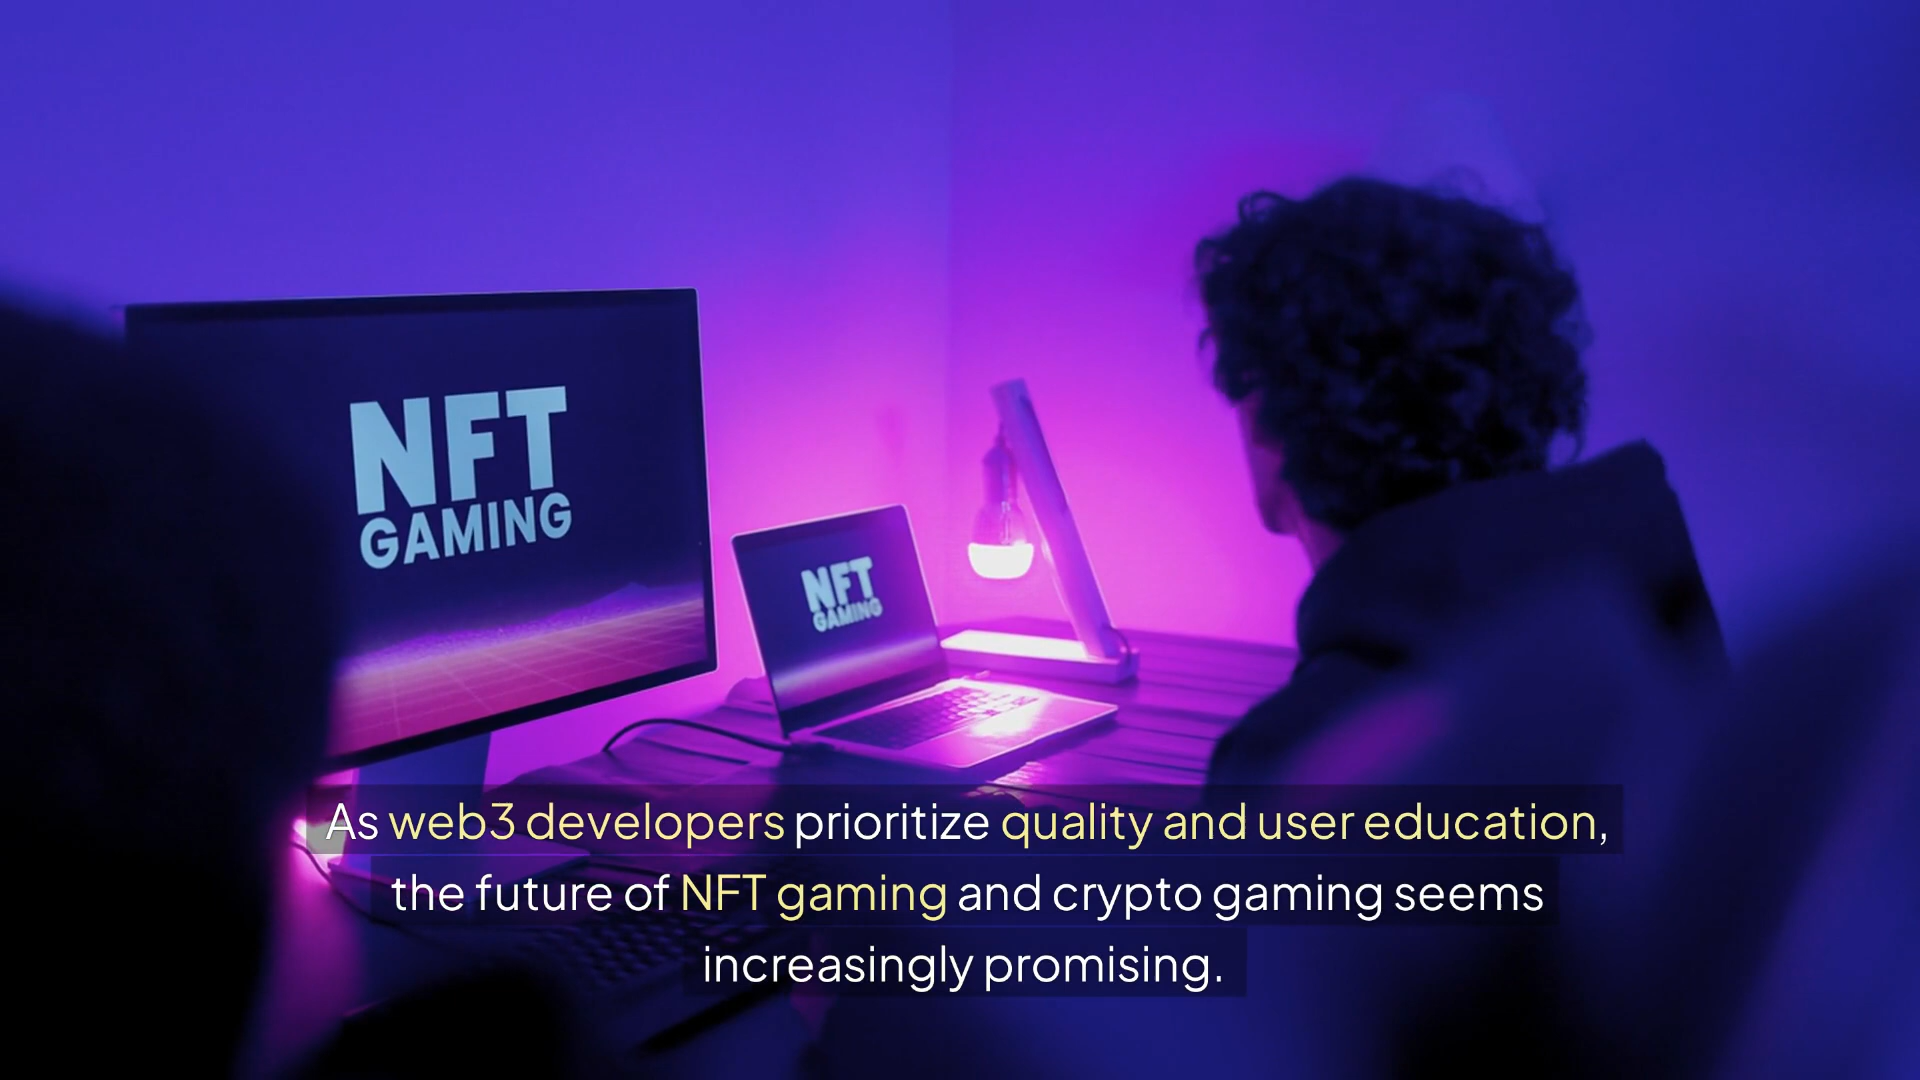 NFT
GAMING
NFT
GAMING
As web3 developers prioritize quality and user education,
the future of NFT gaming and crypto gaming seems
increasingly promising.